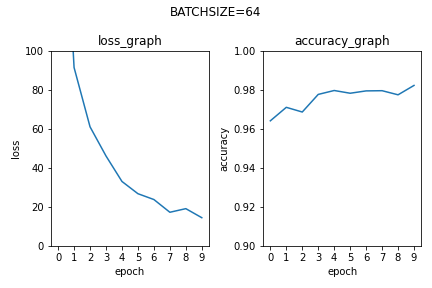 BATCHSIZE=64
loss_graph
100
80
60
40
20
0
loss
0 1 2 3 4 5 6 7 8 9
epoch
accuracy_graph
1.00
0.98
0.96
0.94
0.92
0.90
accuracy
0 1 2 3 4 5 6 7 8 9
epoch